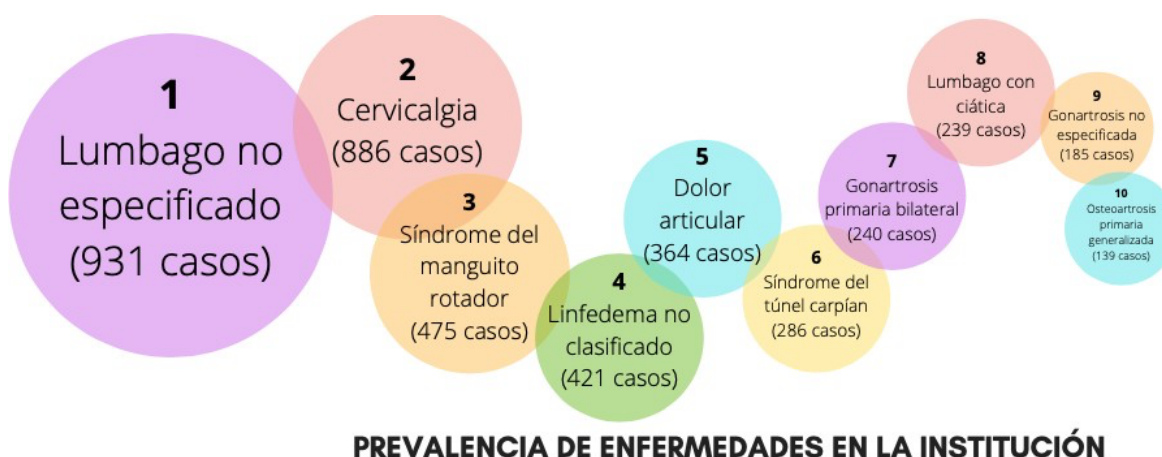 1
Lumbago no
especificado
(931 casos)
2
Cervicalgia
(886 casos)
3
Síndrome del
manguito
rotador
(475 casos)
4
Linfedema no
clasificado
(421 casos)
5
Dolor
articular
(364 casos)
6
Síndrome del
túnel carpían
(286 casos)
7
Gonartrosis
primaria bilateral
(240 casos)
8
Lumbago con
ciática
(239 casos)
9
Gonartrosis no
especificada
(185 casos)
10
Osteoartrosis
primaria
generalizada
(139 casos)
PREVALENCIA DE ENFERMEDADES EN LA INSTITUCIÓN